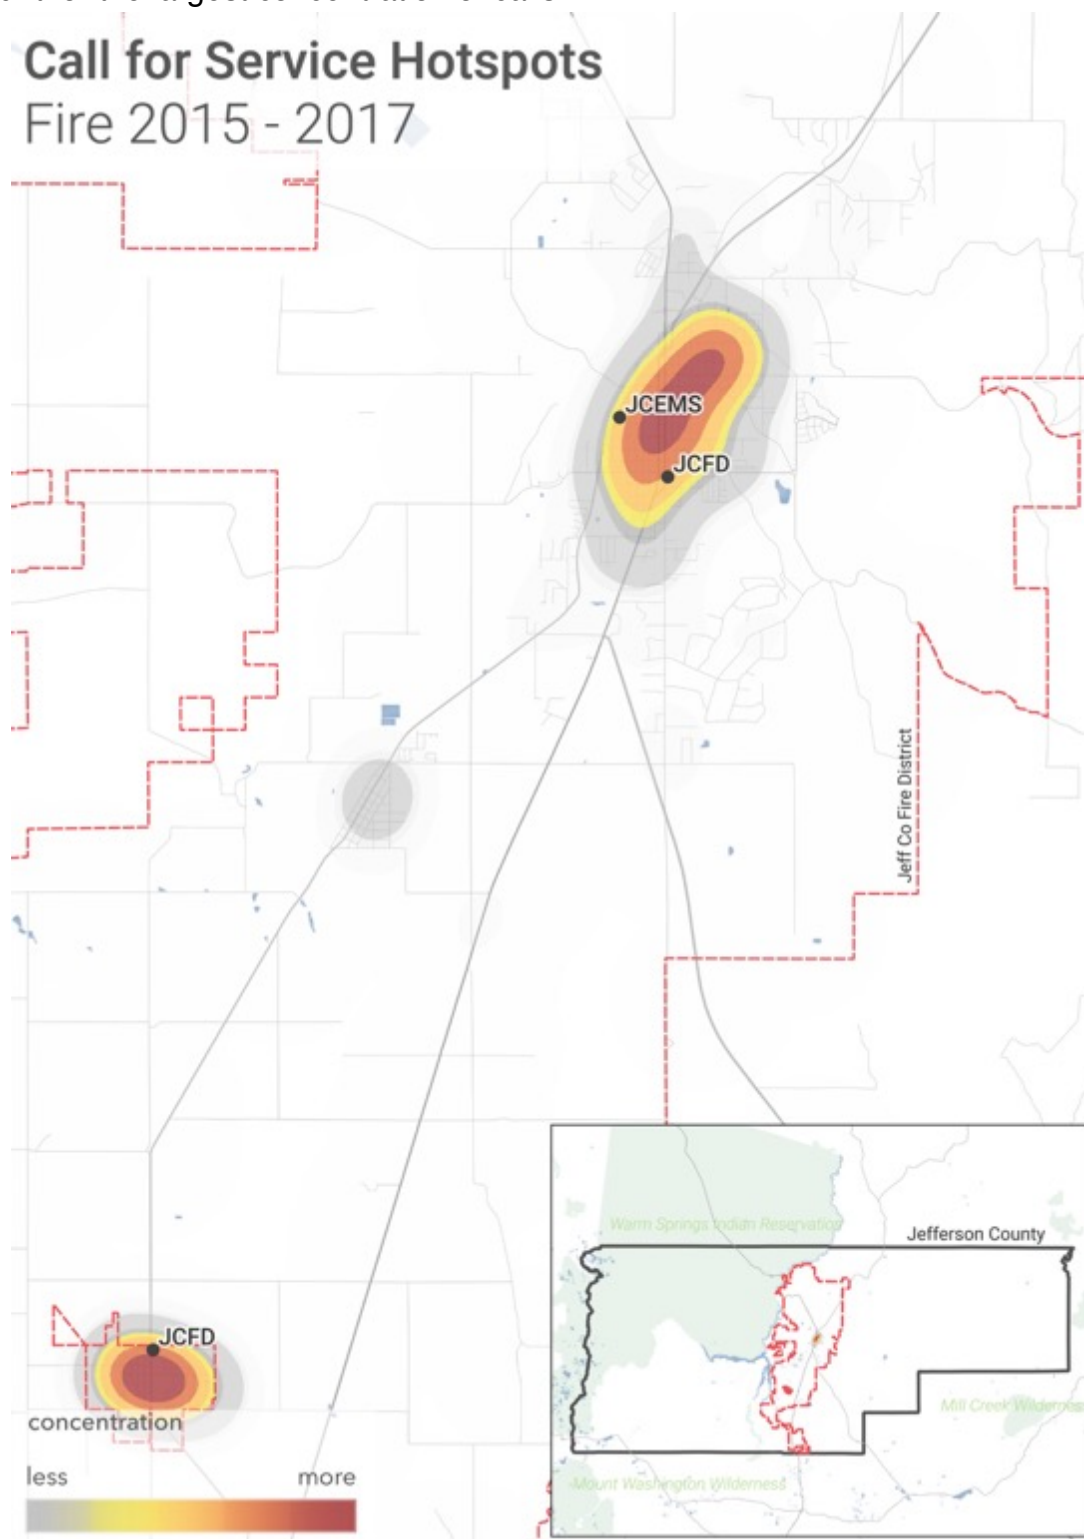 Call for Service Hotspots
Fire 2015 - 2017
JCEMS
JCFD
Jeff Co Fire District
JCFD
concentration
less more
Warm Springs Indian Reservation
Jefferson County
Mill Creek Wilderness
Mount Washington Wilderness